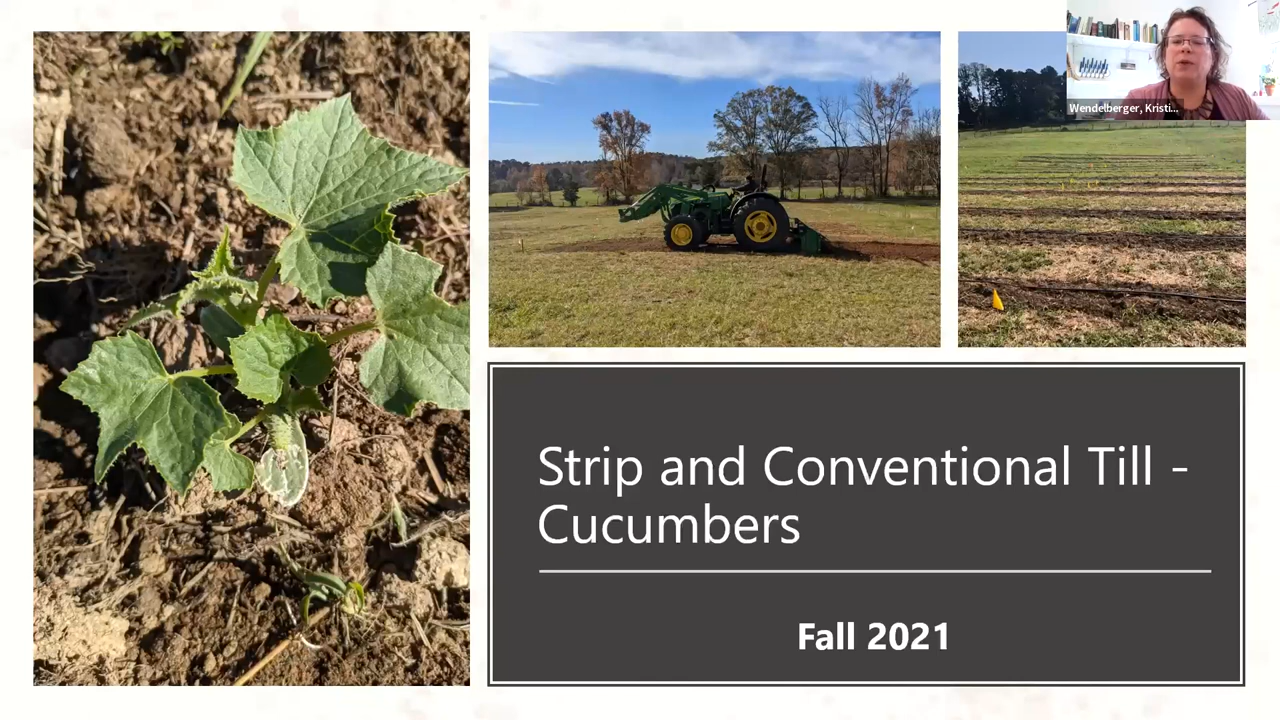 Wendelberger, Kristi...
Strip and Conventional Till -
Cucumbers
Fall 2021